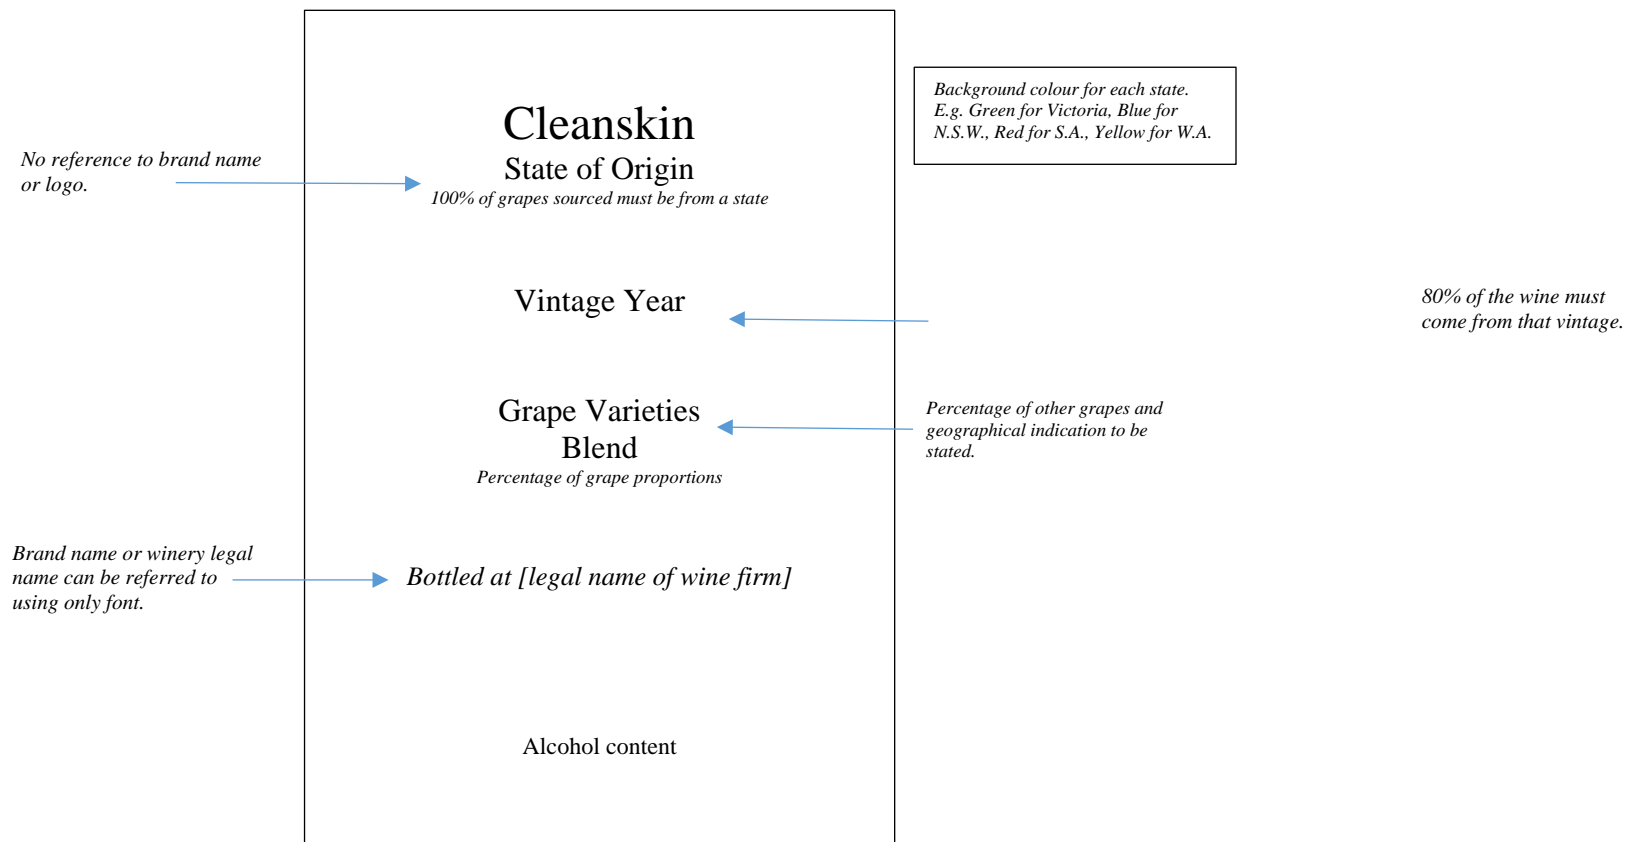 Cleanskin
State of Origin
100% of grapes sourced must be from a state
Background colour for each state.
E.g. Green for Victoria, Blue for
N.S.W., Red for S.A., Yellow for W.A.
No reference to brand name
or logo.
Vintage Year
80% of the wine must
come from that vintage.
Grape Varieties
Blend
Percentage of grape proportions
Percentage of other grapes and
geographical indication to be
stated.
Brand name or winery legal
name can be referred to
using only font.
Bottled at [legal name of wine firm]
Alcohol content